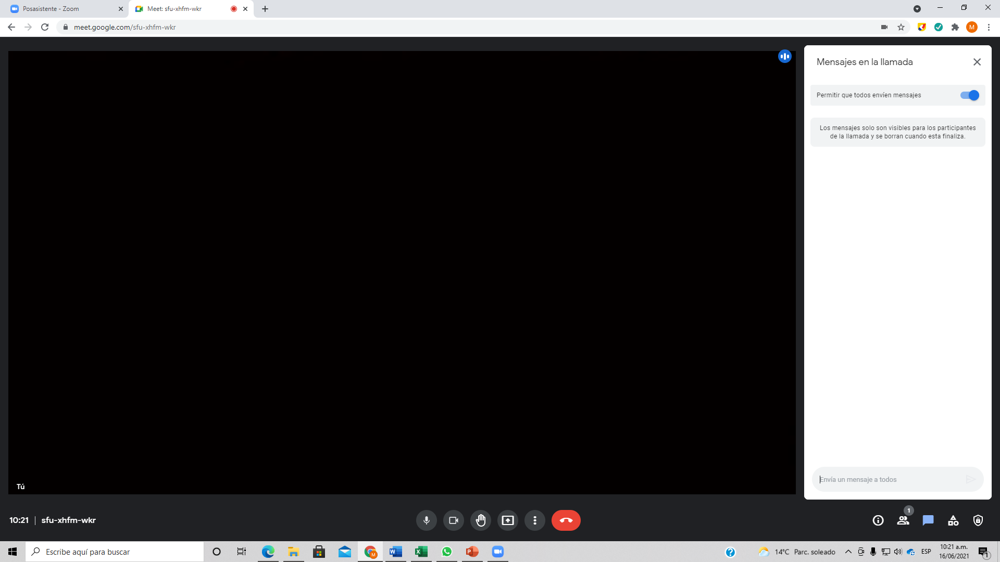 Posasistente - Zoom
Meet: sfu-xhfm-wkr
meet.google.com/sfu-xhfm-wkr
M
Mensajes en la llamada
Permitir que todos envíen mensajes
Los mensajes solo son visibles para los participantes
de la llamada y se borran cuando esta finaliza.
Envía un mensaje a todos
Tú
10:21 | sfu-xhfm-wkr
1
Escribe aquí para buscar
14°C Parc. soleado
ESP
10:21 a.m.
16/06/2021
1